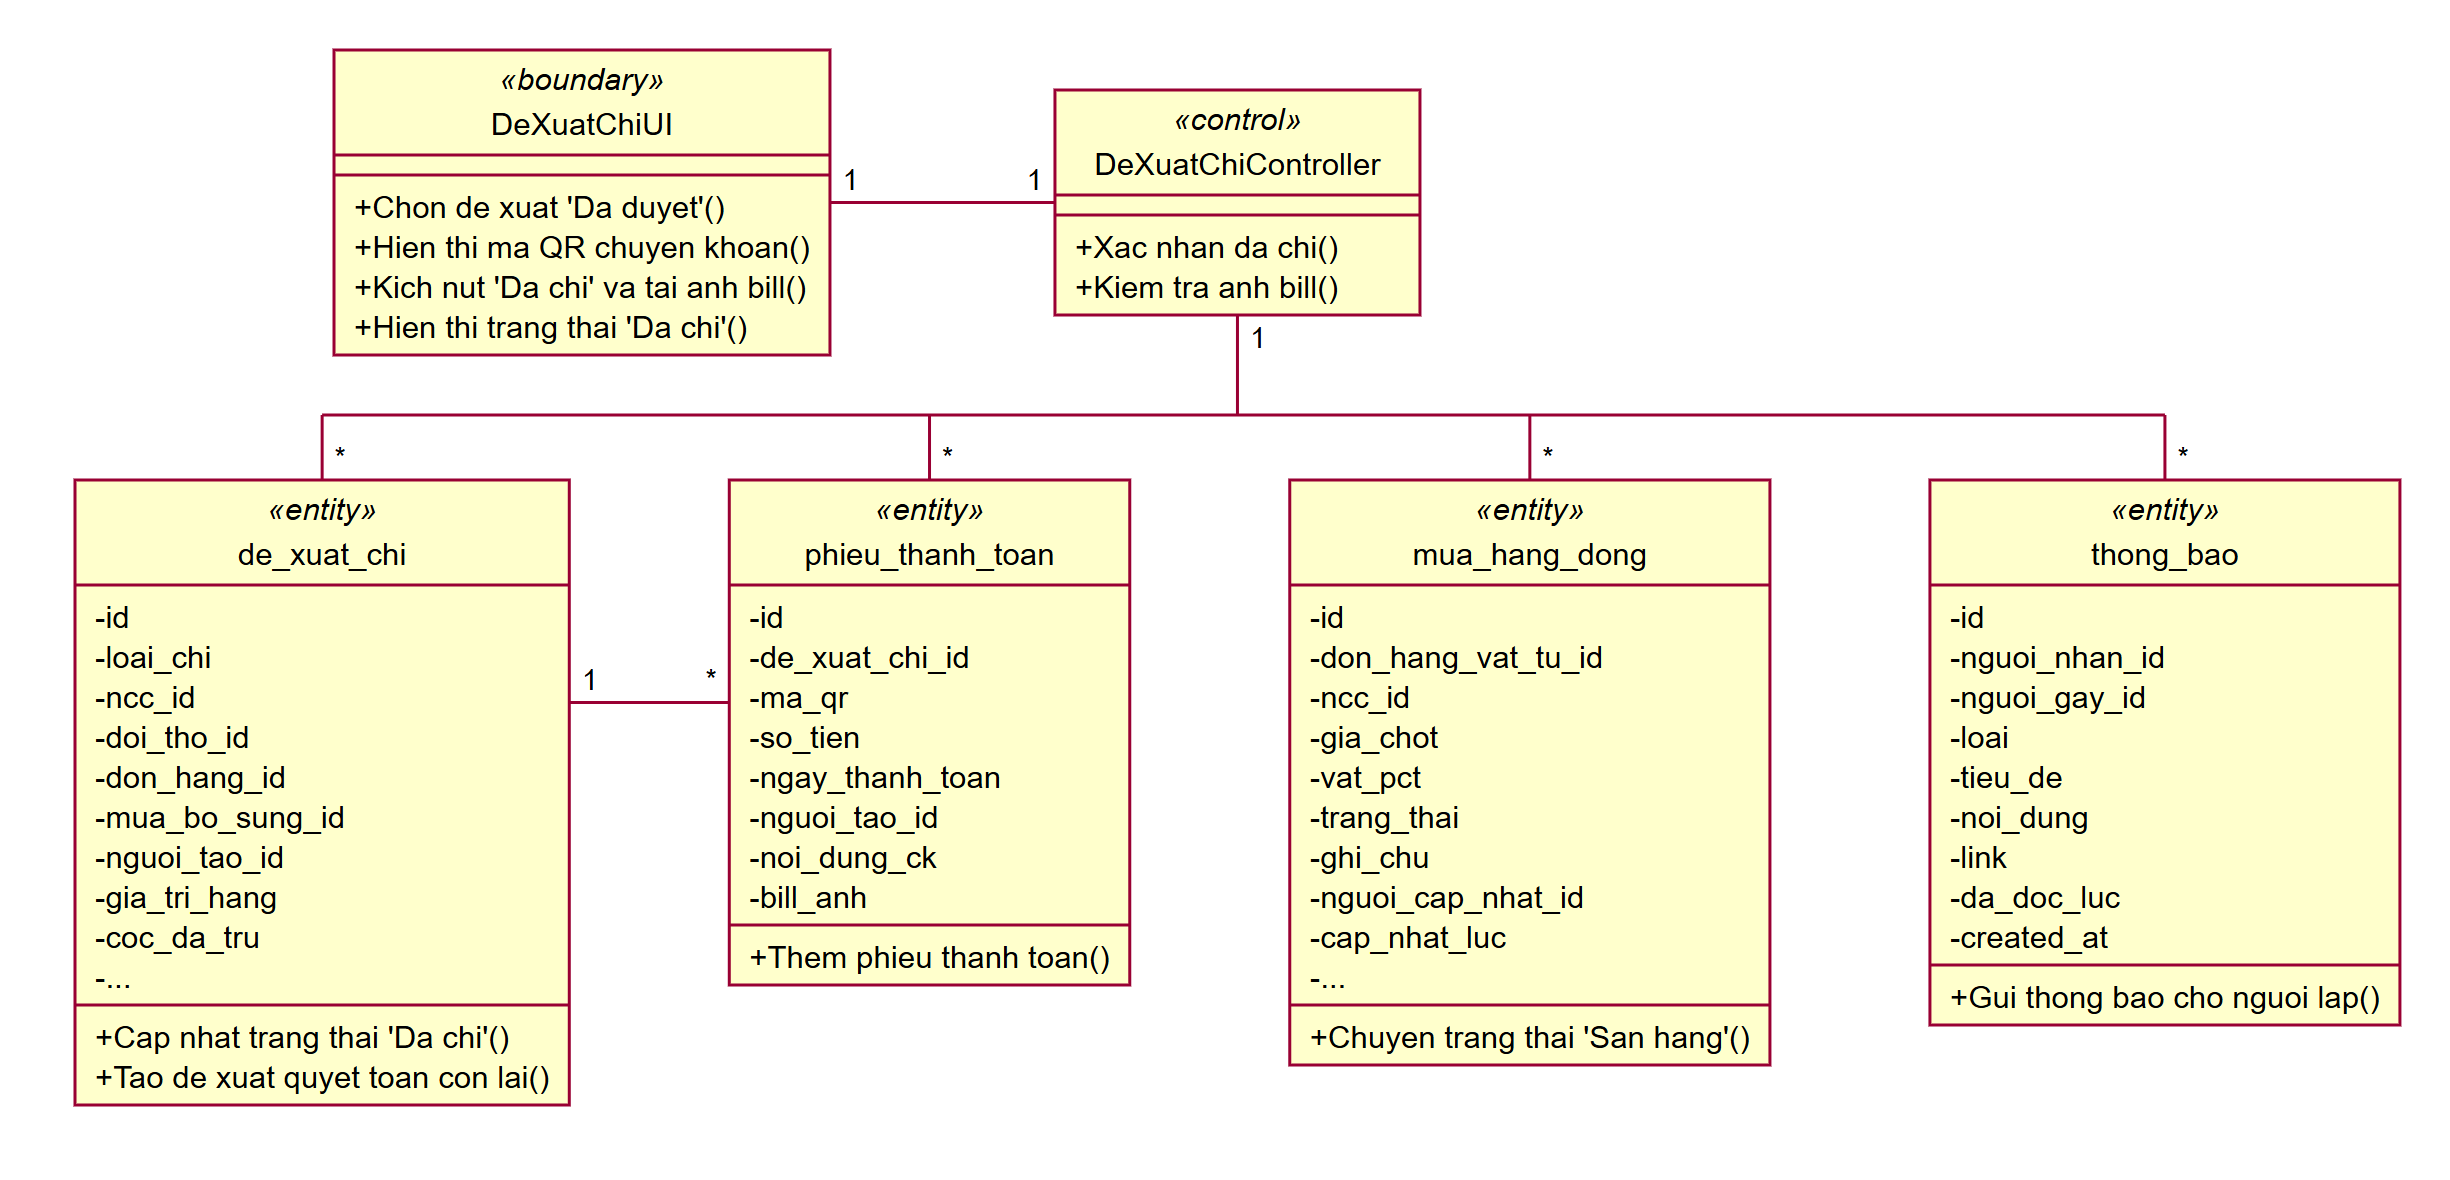 «boundary»
DeXuatChiUI
+Chon de xuat 'Da duyet'()
+Hien thi ma QR chuyen khoan()
+Kich nut 'Da chi' va tai anh bill()
+Hien thi trang thai 'Da chi'()
1
1
«control»
DeXuatChiController
+Xac nhan da chi()
+Kiem tra anh bill()
1
*
*
*
*
«entity»
de_xuat_chi
-id
-loai_chi
-ncc_id
-doi_tho_id
-don_hang_id
-mua_bo_sung_id
-nguoi_tao_id
-gia_tri_hang
-coc_da_tru
-...
+Cap nhat trang thai 'Da chi'()
+Tao de xuat quyet toan con lai()
1
*
«entity»
phieu_thanh_toan
-id
-de_xuat_chi_id
-ma_qr
-so_tien
-ngay_thanh_toan
-nguoi_tao_id
-noi_dung_ck
-bill_anh
+Them phieu thanh toan()
«entity»
mua_hang_dong
-id
-don_hang_vat_tu_id
-ncc_id
-gia_chot
-vat_pct
-trang_thai
-ghi_chu
-nguoi_cap_nhat_id
-cap_nhat_luc
-...
+Chuyen trang thai 'San hang'()
«entity»
thong_bao
-id
-nguoi_nhan_id
-nguoi_gay_id
-loai
-tieu_de
-noi_dung
-link
-da_doc_luc
-created_at
+Gui thong bao cho nguoi lap()